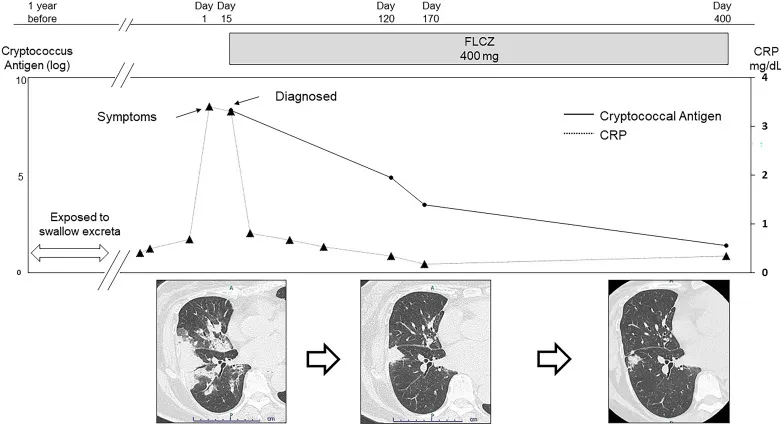 1 year
before
Day
1
Day
15
Day
120
Day
170
Day
400
FLCZ
400 mg
Cryptococcus
Antigen (log)
CRP
mg/dL
10
5
0
4
3
2
1
0
Symptoms
Diagnosed
Cryptococcal Antigen
CRP
Exposed to
swallow excreta
A
P
cm
A
P
cm
A